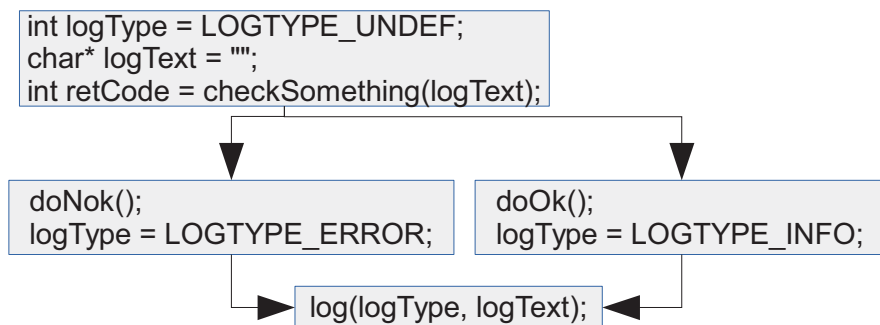 int logType = LOGTYPE_UNDEF;
char* logText = "";
int retCode = checkSomething(logText);
doNok();
logType = LOGTYPE_ERROR;
doOk();
logType = LOGTYPE_INFO;
log(logType, logText);